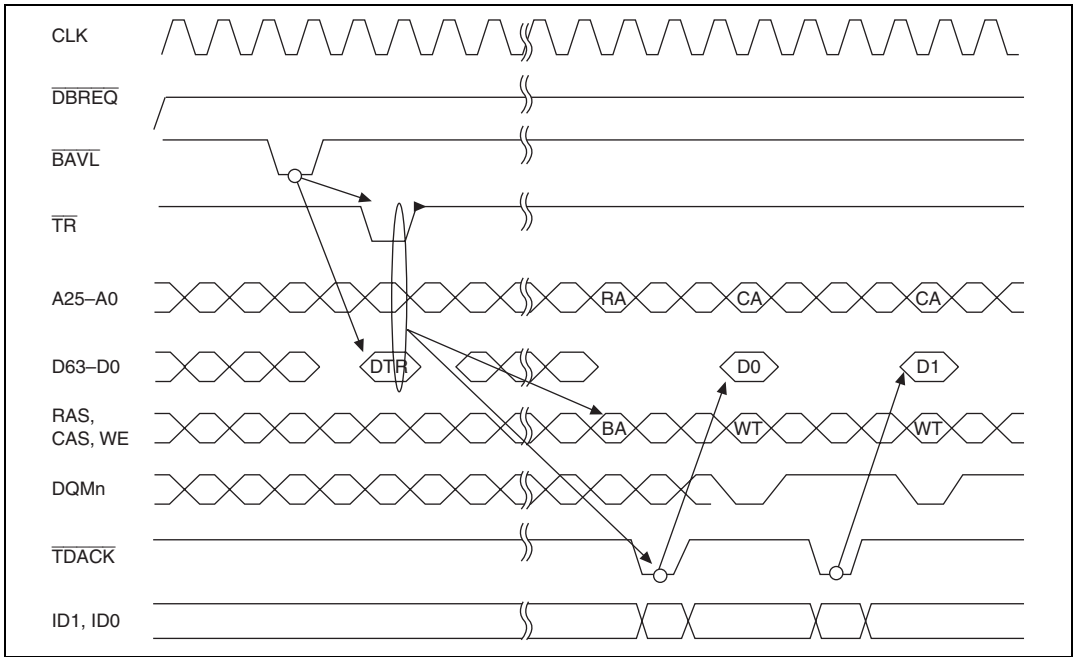 CLK
DBREQ
BAVL
TR
A25–A0 RA CA CA
D63–D0 DTR D0 D1
RAS,
CAS, WE BA WT WT
DQMn
TDACK
ID1, ID0